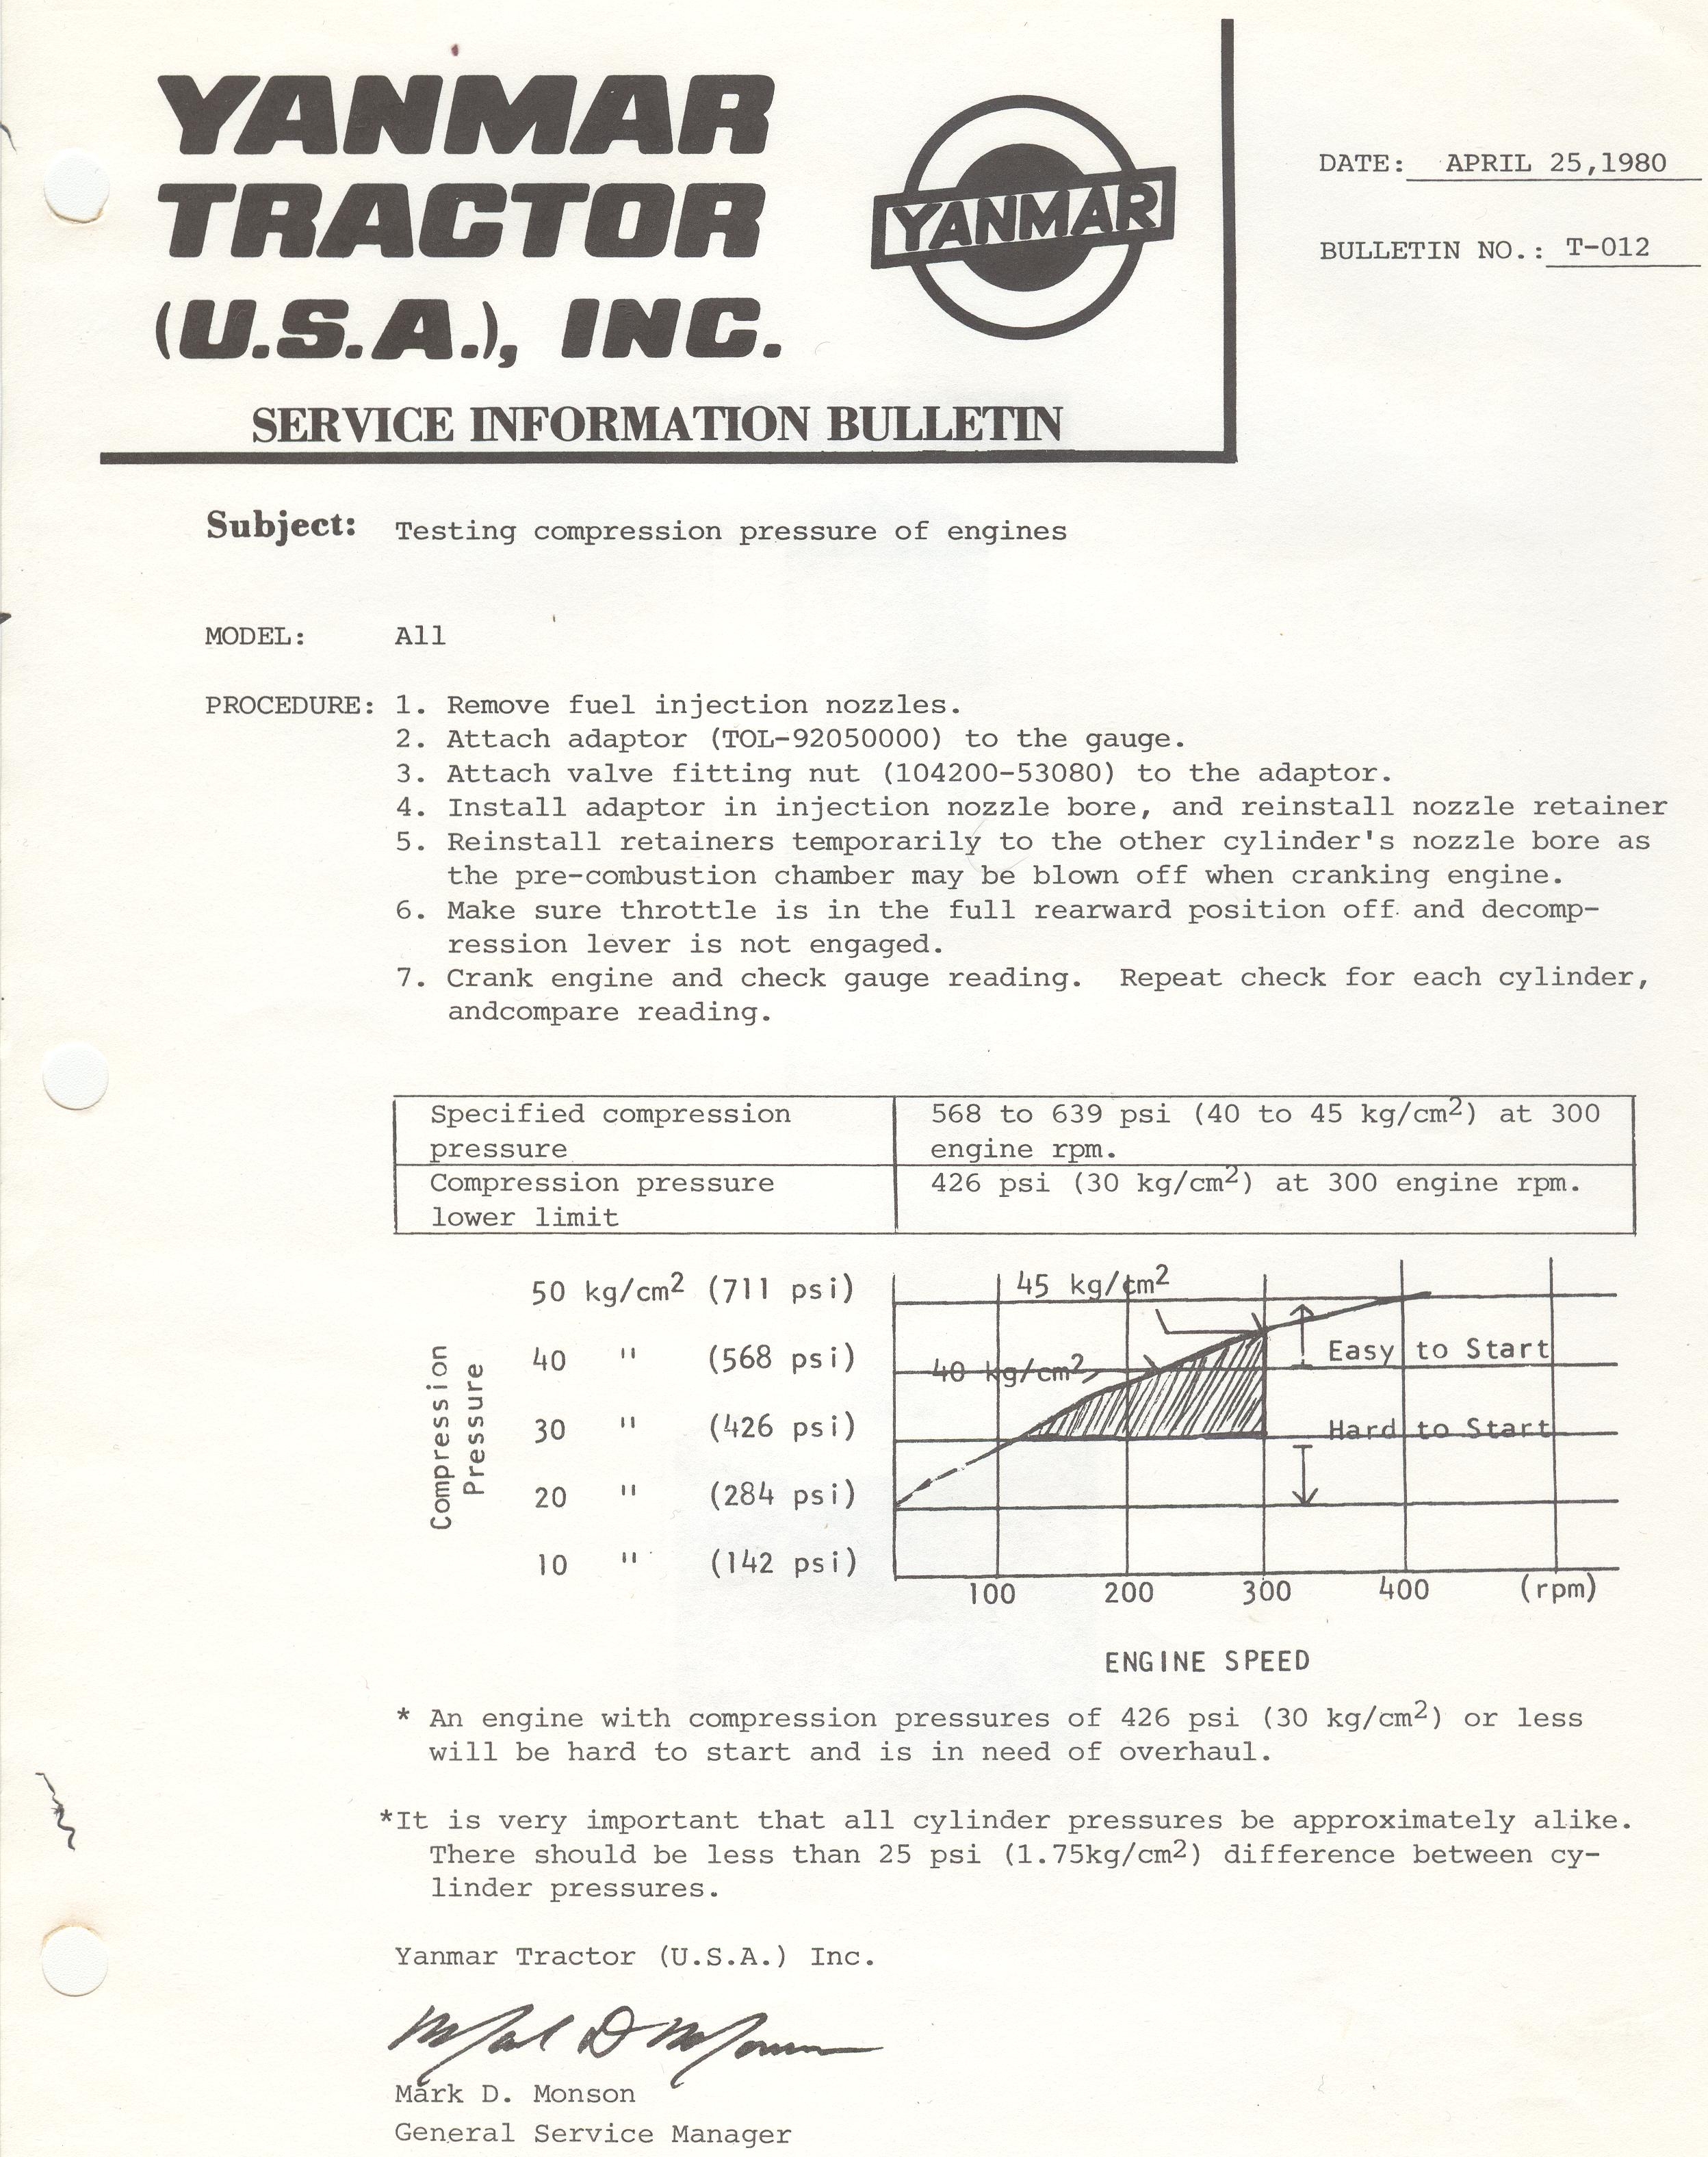 YANMAR
TRACTOR
(U.S.A.), INC.
YANMAR
SERVICE INFORMATION BULLETIN
DATE: APRIL 25,1980
BULLETIN NO.: T-012
Subject: Testing compression pressure of engines
MODEL: All
PROCEDURE: 1. Remove fuel injection nozzles.
2. Attach adaptor (TOL-92050000) to the gauge.
3. Attach valve fitting nut (104200-53080) to the adaptor.
4. Install adaptor in injection nozzle bore, and reinstall nozzle retainer
5. Reinstall retainers temporarily to the other cylinder's nozzle bore as
the pre-combustion chamber may be blown off when cranking engine.
6. Make sure throttle is in the full rearward position off and decomp-
ression lever is not engaged.
7. Crank engine and check gauge reading. Repeat check for each cylinder,
andcompare reading.
Specified compression
pressure
568 to 639 psi (40 to 45 kg/cm2) at 300
engine rpm.
Compression pressure
lower limit
426 psi (30 kg/cm2) at 300 engine rpm.
Compression
Pressure
50 kg/cm2 (711 psi)
40 " (568 psi)
30 " (426 psi)
20 " (284 psi)
10 " (142 psi)
45 kg/cm2
40 kg/cm2
Easy to Start
Hard to Start
100 200 300 400 (rpm)
ENGINE SPEED
* An engine with compression pressures of 426 psi (30 kg/cm2) or less
will be hard to start and is in need of overhaul.
*It is very important that all cylinder pressures be approximately alike.
There should be less than 25 psi (1.75kg/cm2) difference between cy-
linder pressures.
Yanmar Tractor (U.S.A.) Inc.
Mark D Monson
Mark D. Monson
General Service Manager